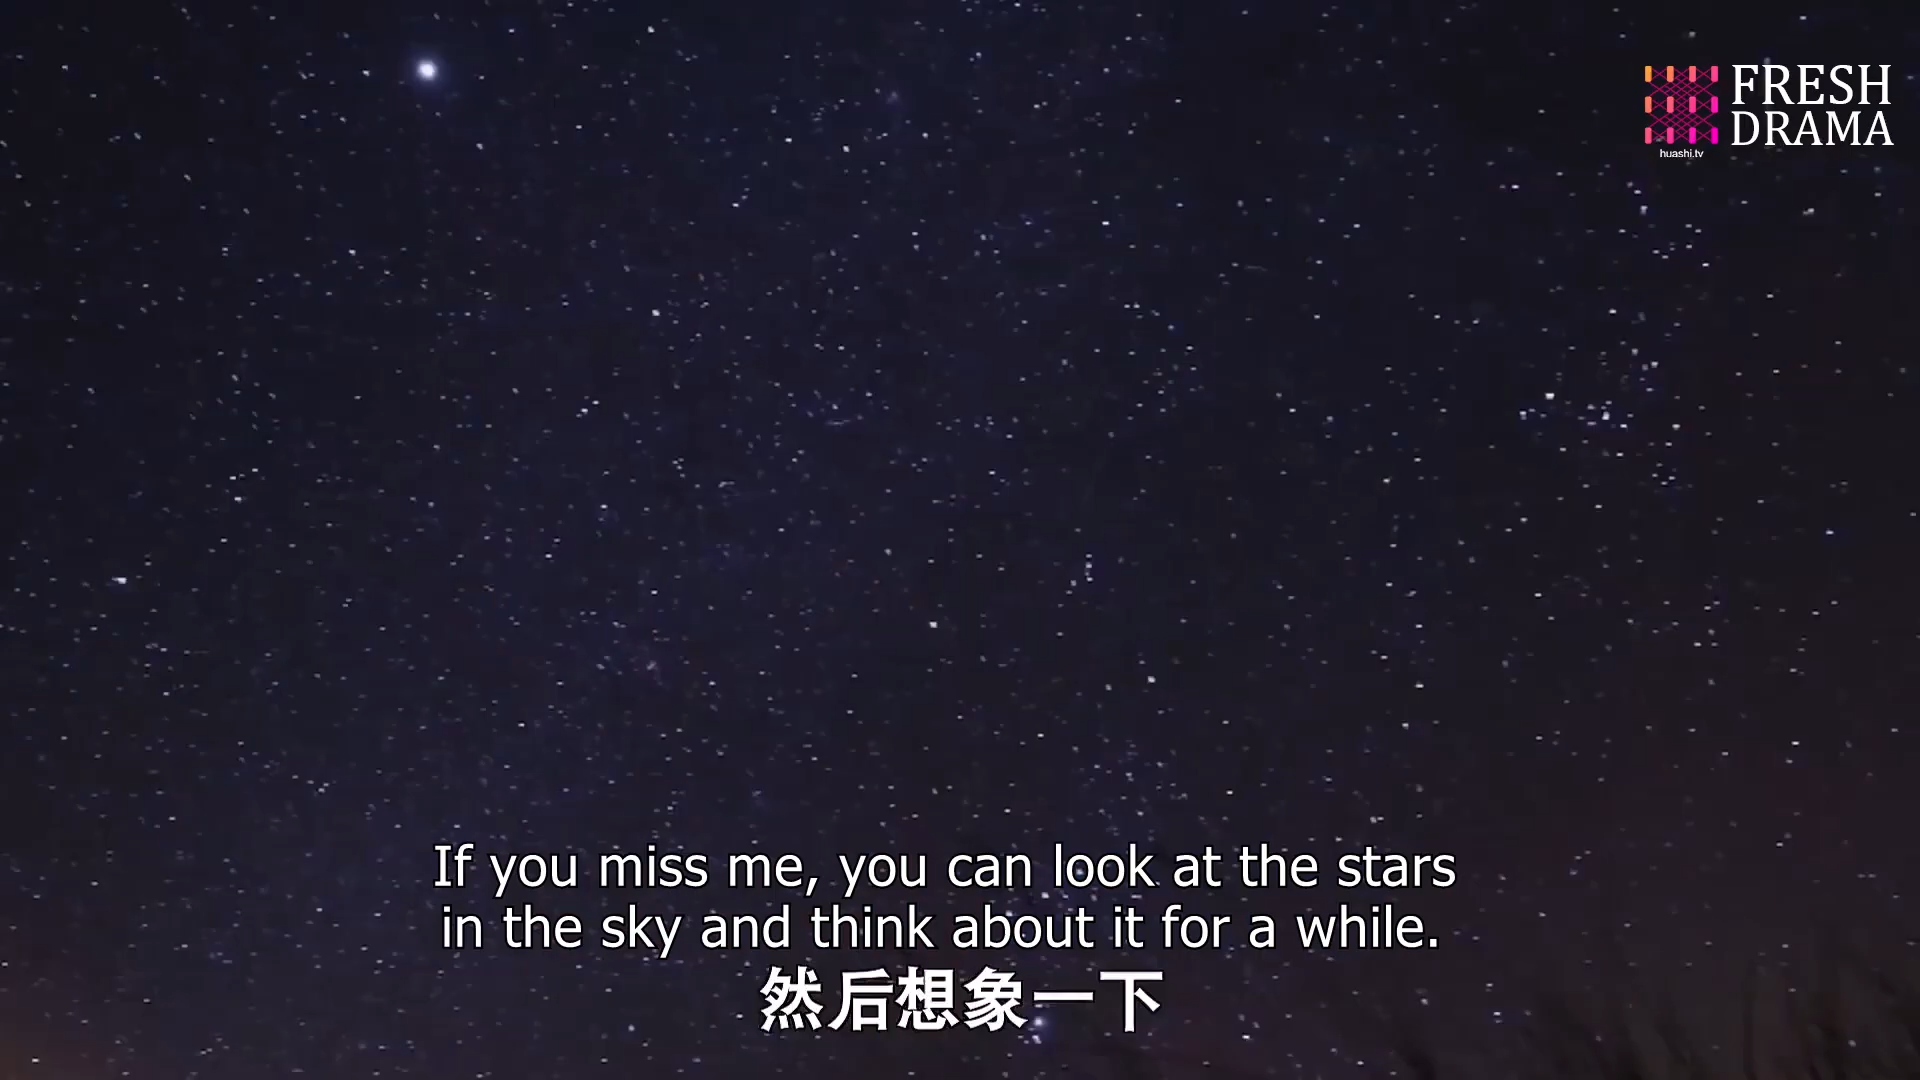 FRESH
DRAMA
huashi.tv
If you miss me, you can look at the stars
in the sky and think about it for a while.
然后想象一下